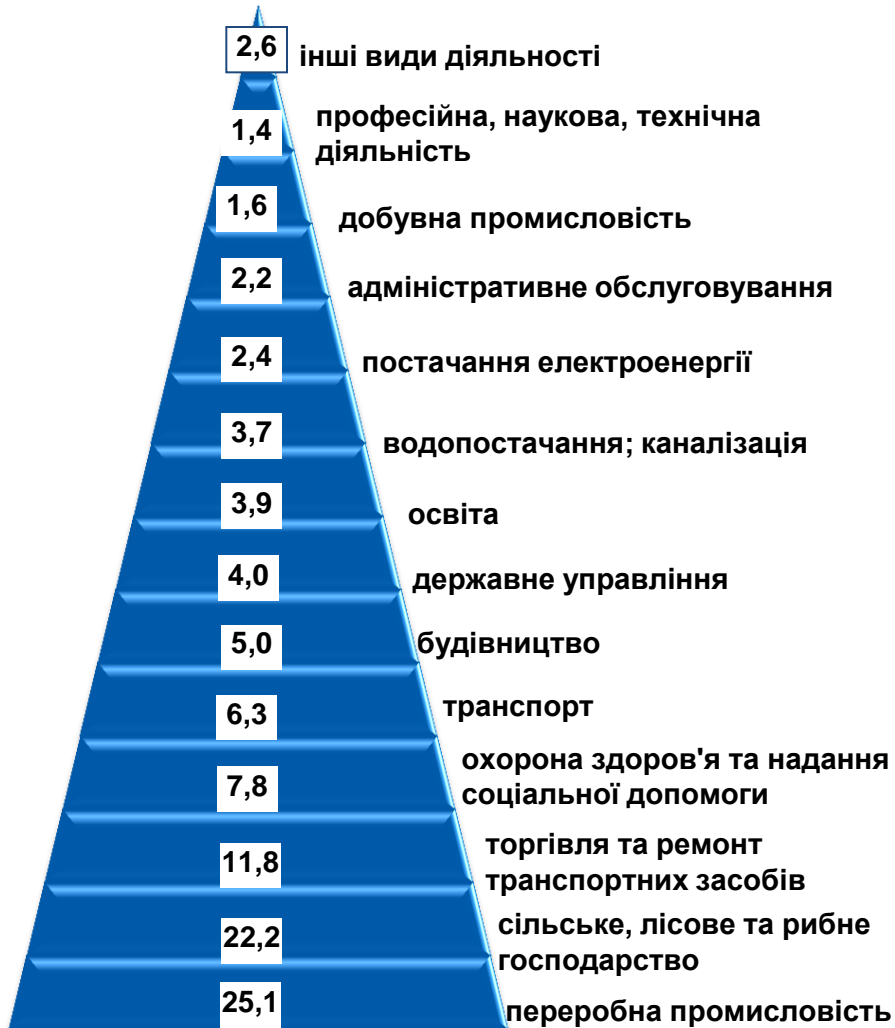 2,6 інші види діяльності
1,4 професійна, наукова, технічна
діяльність
1,6 добувна промисловість
2,2 адміністративне обслуговування
2,4 постачання електроенергії
3,7 водопостачання; каналізація
3,9 освіта
4,0 державне управління
5,0 будівництво
6,3 транспорт
7,8 охорона здоров'я та надання
соціальної допомоги
11,8 торгівля та ремонт
транспортних засобів
22,2 сільське, лісове та рибне
господарство
25,1 переробна промисловість